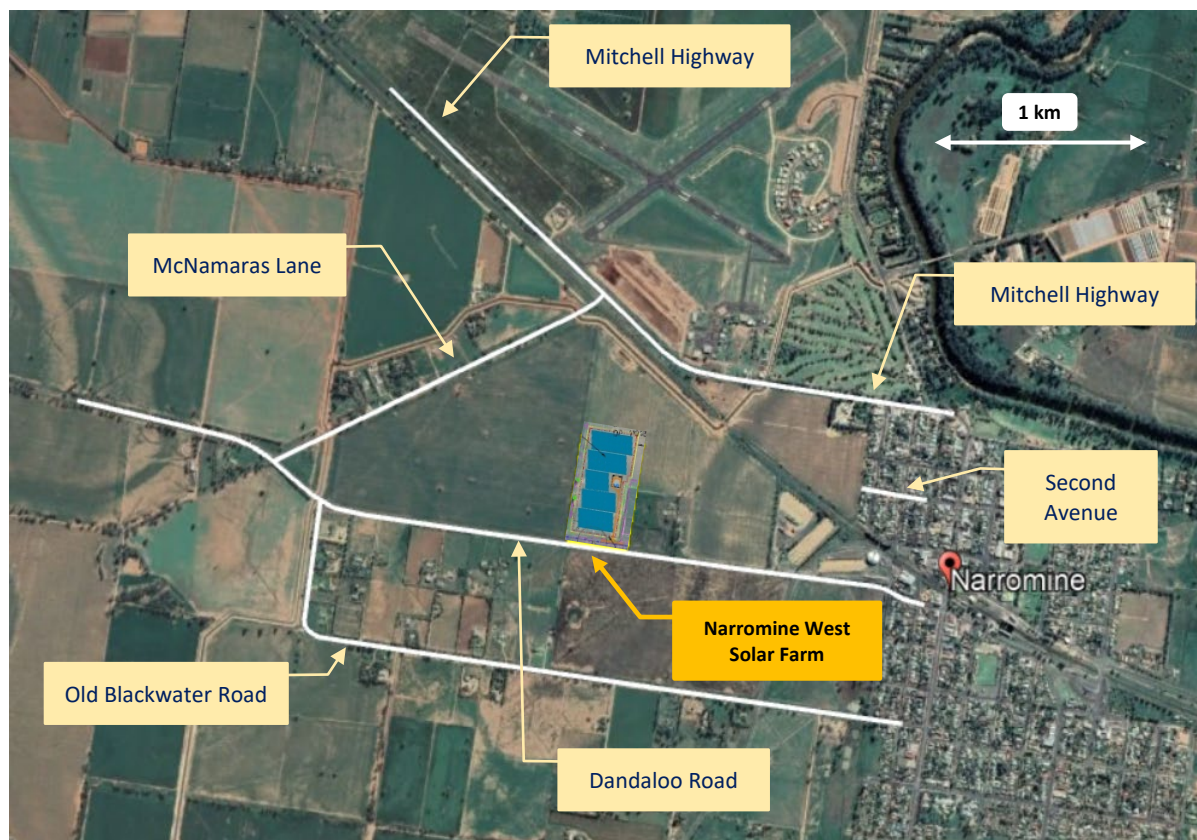 Mitchell Highway
1 km
McNamaras Lane
Mitchell Highway
Second
Avenue
Narromine
Narromine West
Solar Farm
Old Blackwater Road
Dandaloo Road